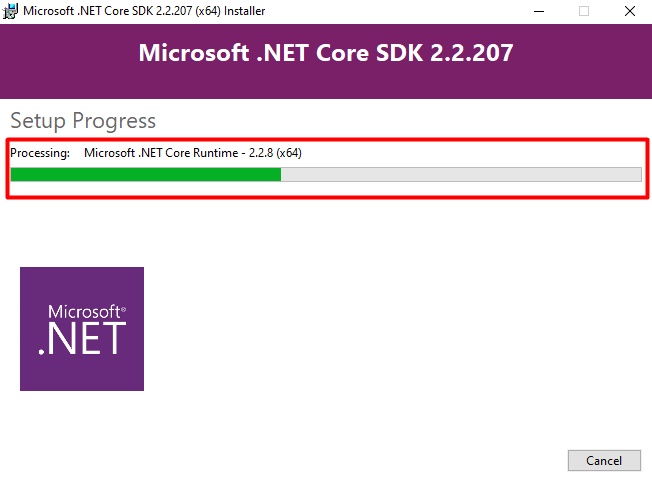 Microsoft .NET Core SDK 2.2.207 (x64) Installer
Microsoft .NET Core SDK 2.2.207
Setup Progress
Processing: Microsoft .NET Core Runtime - 2.2.8 (x64)
Microsoft®
.NET
Cancel